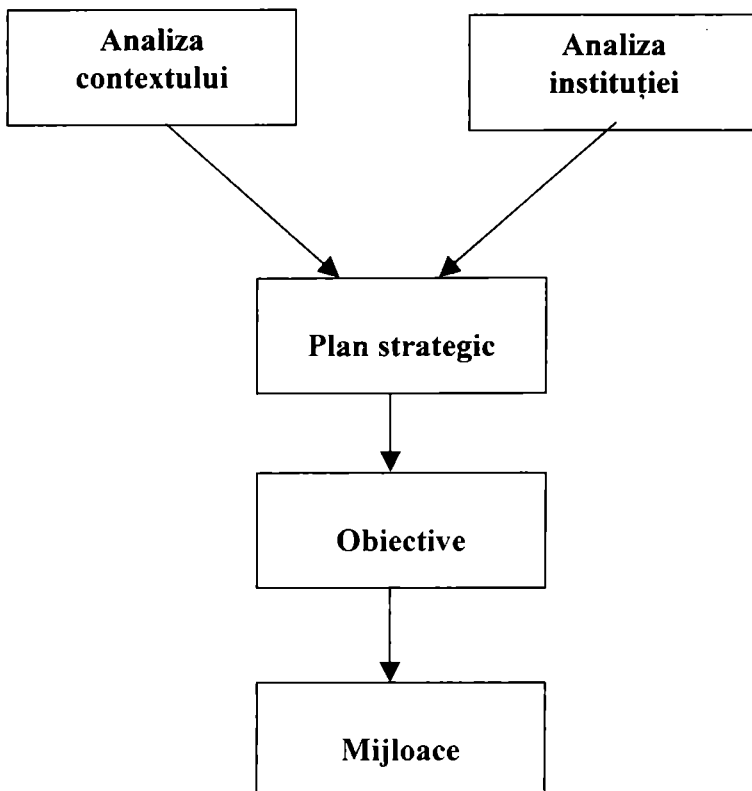 Analiza
contextului
Analiza
instituției
Plan strategic
Obiective
Mijloace